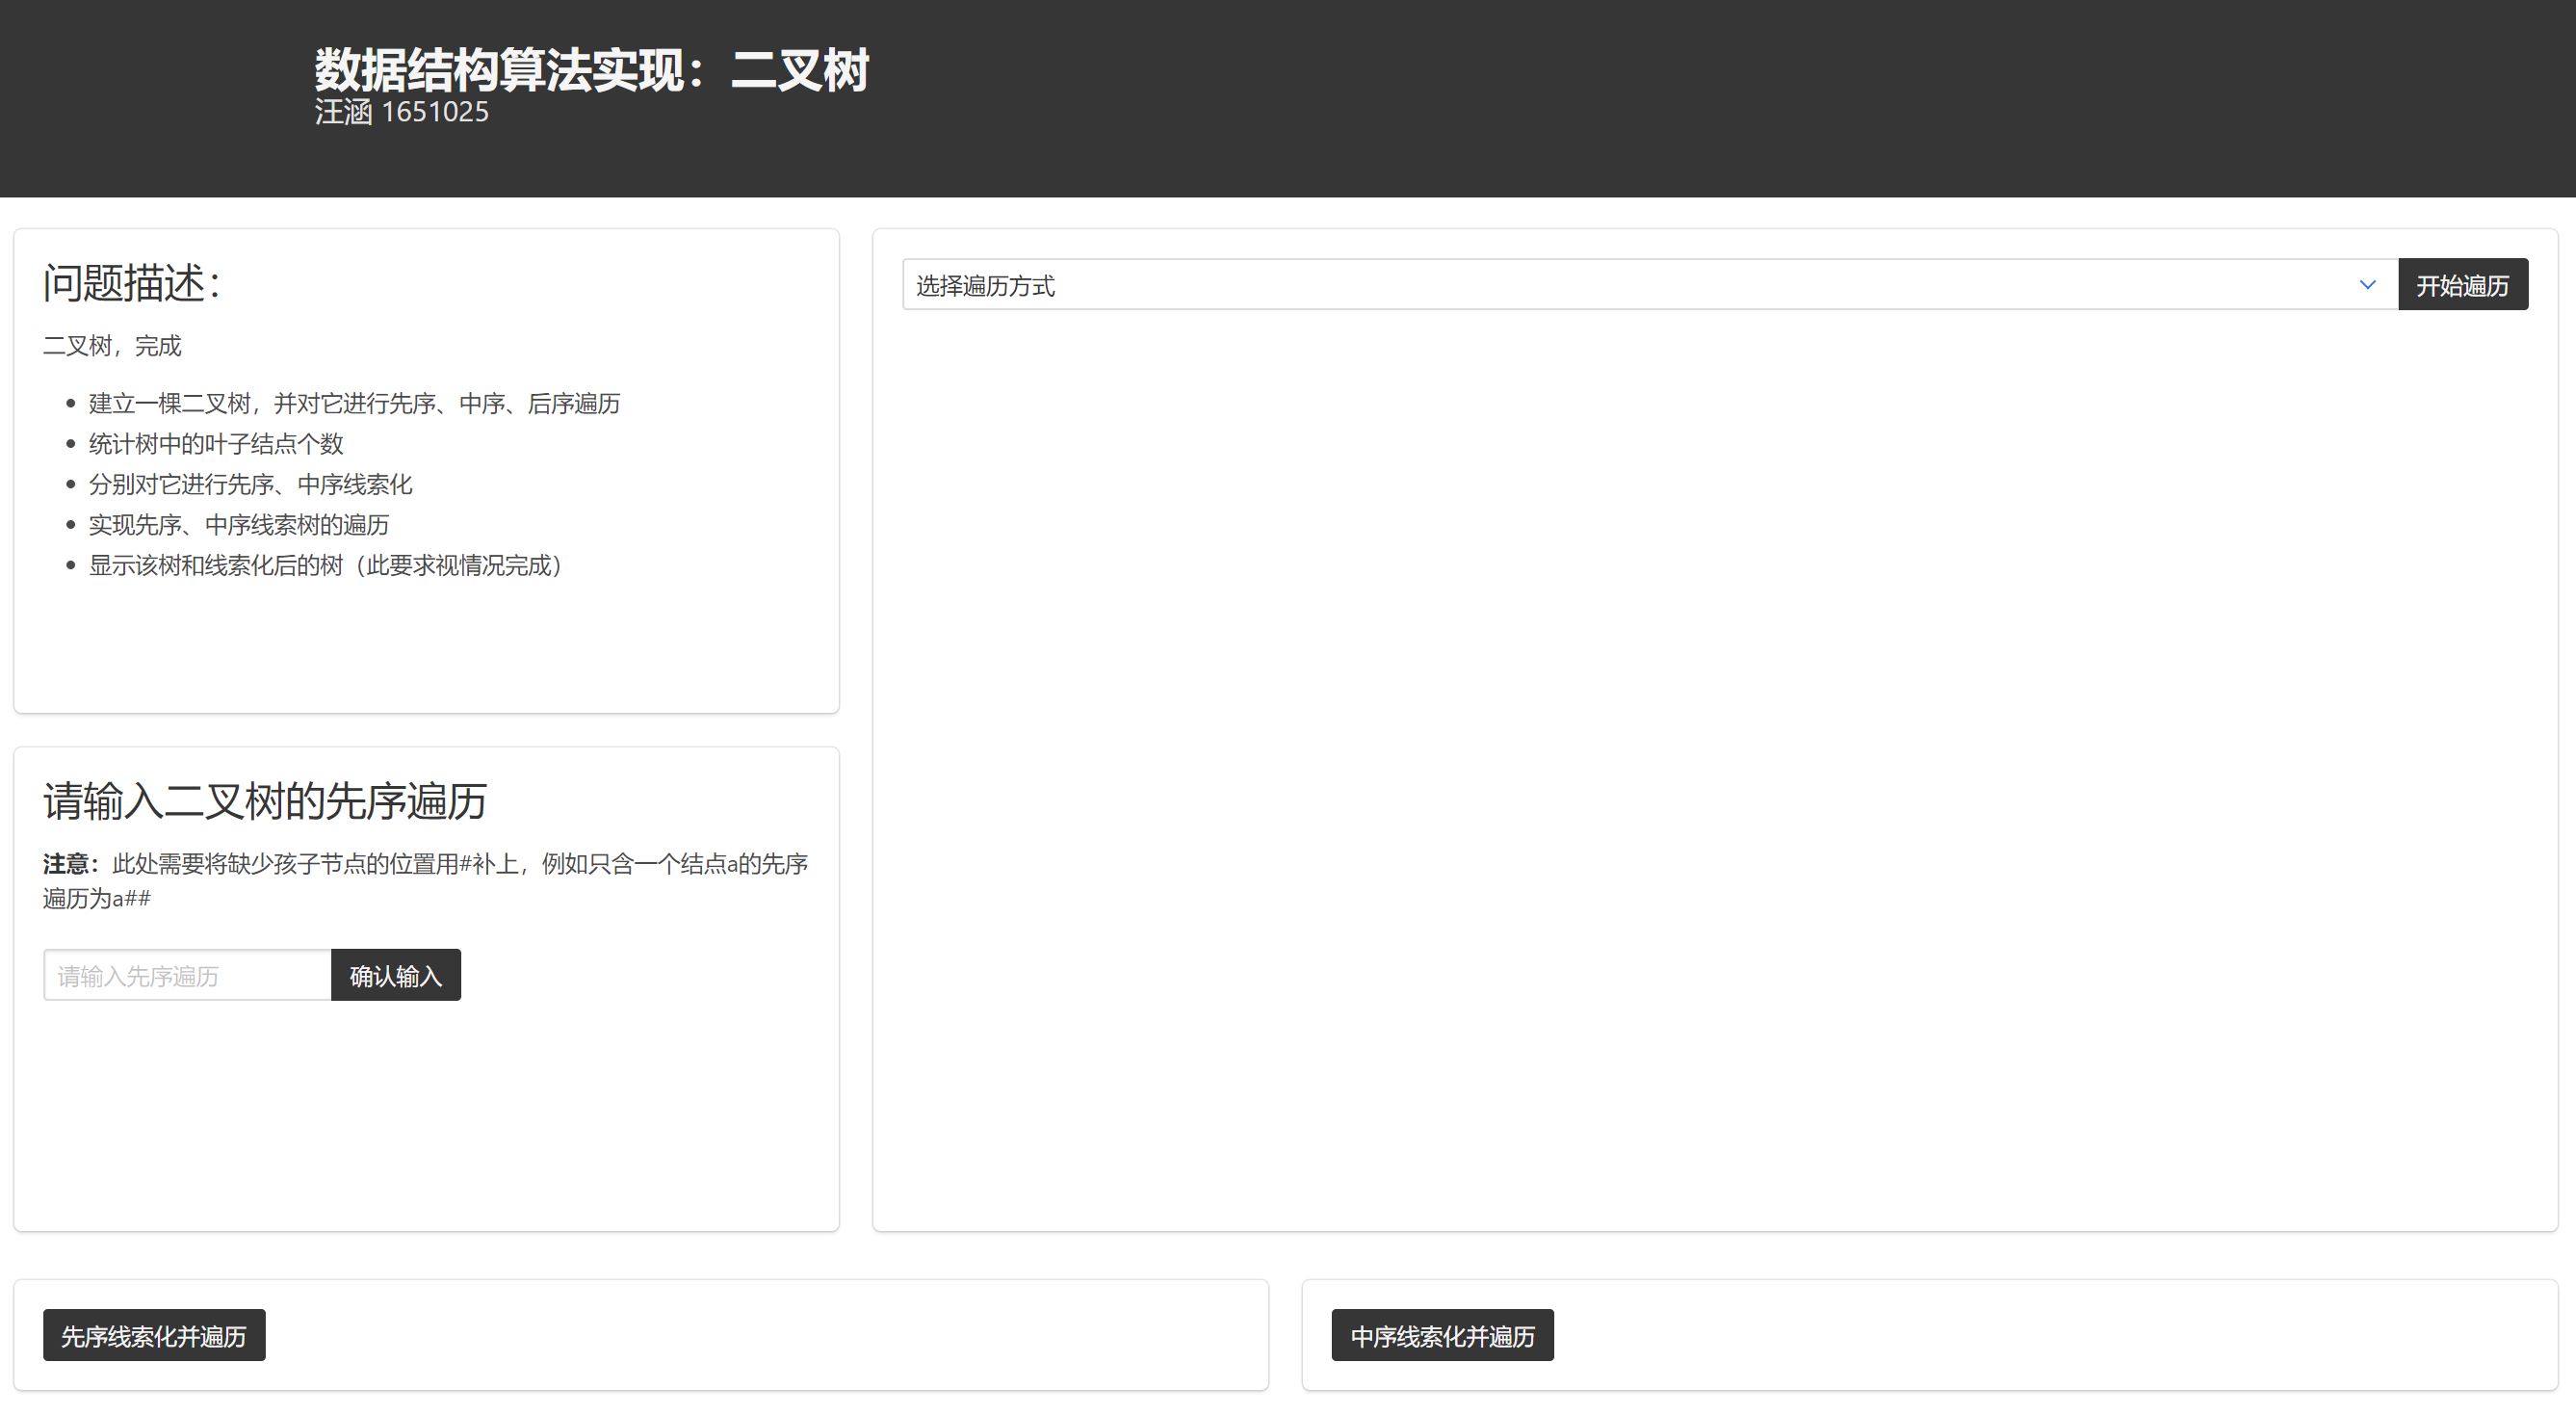 数据结构算法实现：二叉树
汪涵 1651025
问题描述：
二叉树，完成
建立一棵二叉树，并对它进行先序、中序、后序遍历
统计树中的叶子结点个数
分别对它进行先序、中序线索化
实现先序、中序线索树的遍历
显示该树和线索化后的树（此要求视情况完成）
请输入二叉树的先序遍历
注意：此处需要将缺少孩子节点的位置用#补上，例如只含一个结点a的先序
遍历为a##
请输入先序遍历
确认输入
选择遍历方式
开始遍历
先序线索化并遍历
中序线索化并遍历